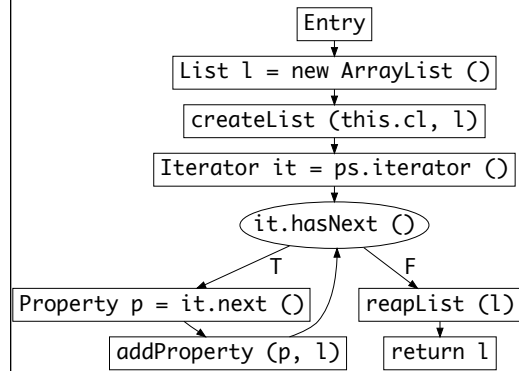 Entry
List l = new ArrayList ()
createList (this.cl, l)
Iterator it = ps.iterator ()
it.hasNext ()
T
F
Property p = it.next ()
reapList (l)
addProperty (p, l)
return l